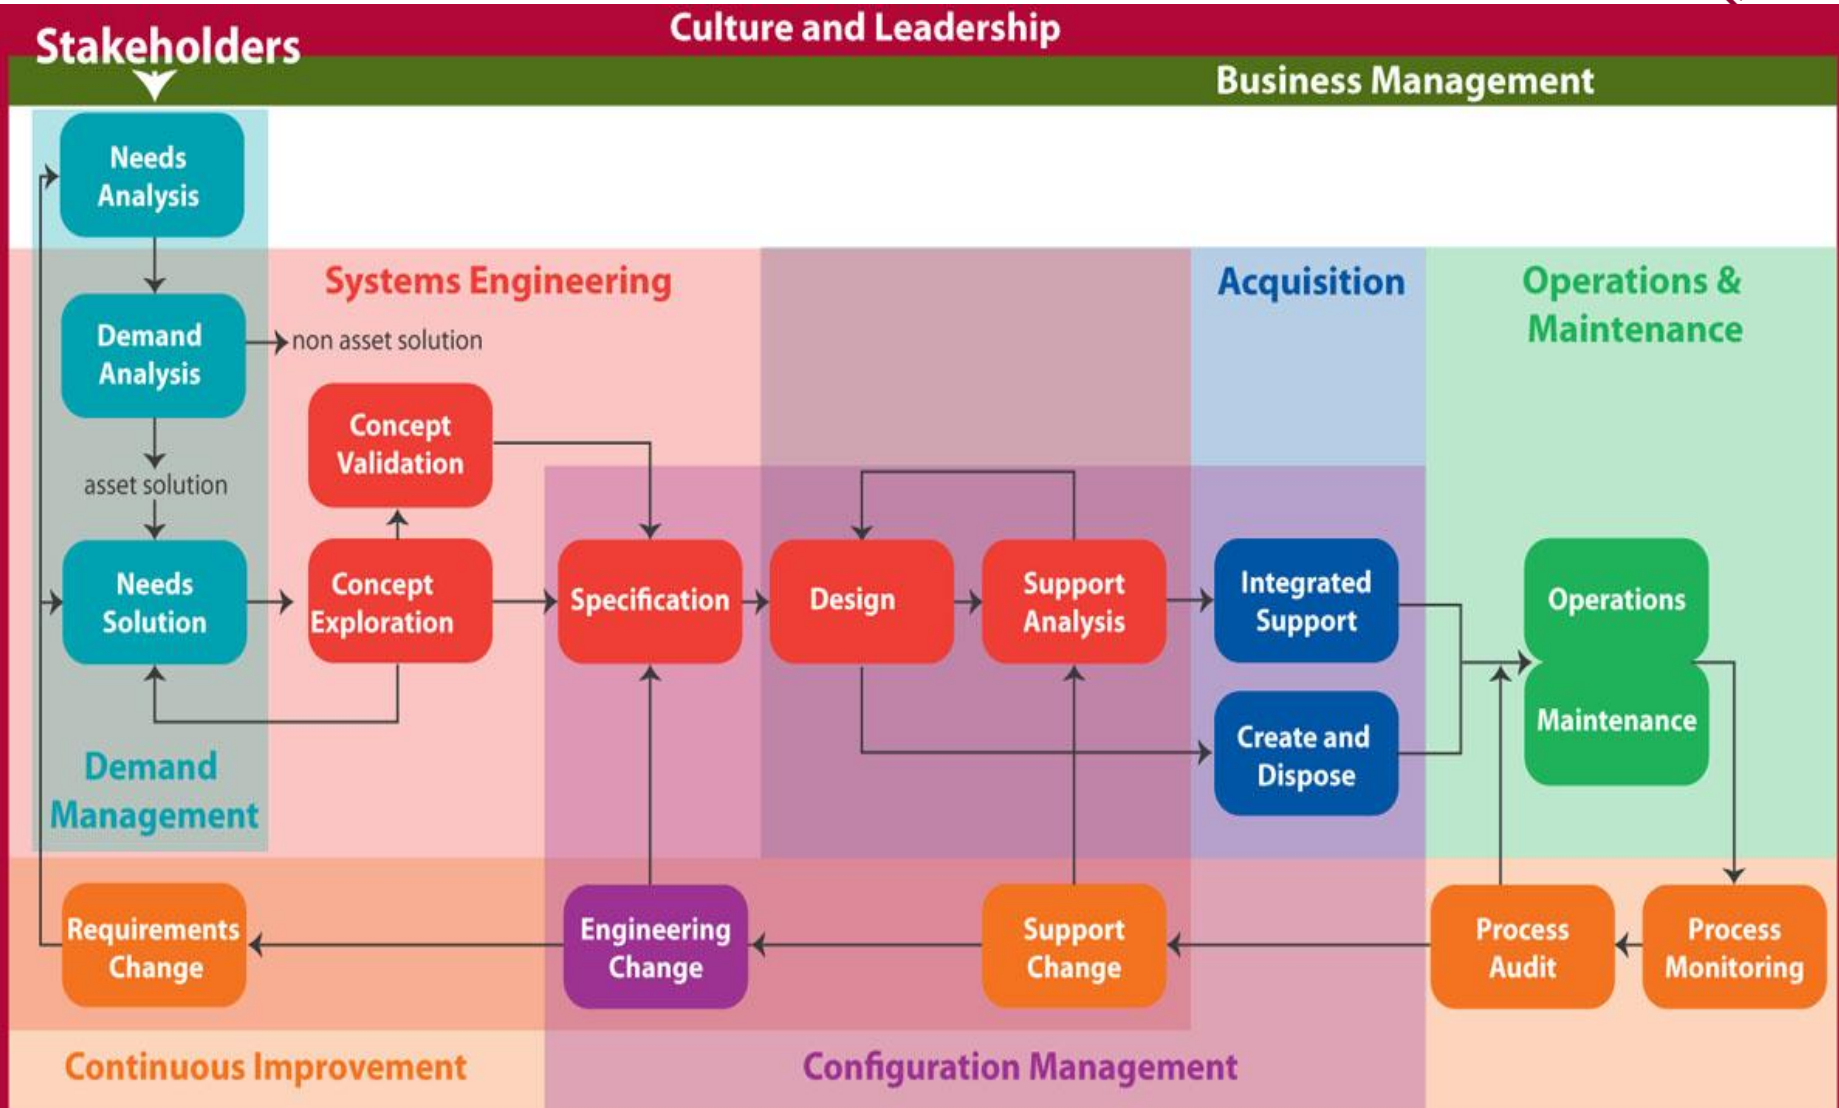 Culture and Leadership
Stakeholders
Business Management
Needs
Analysis
Systems Engineering
Acquisition
Operations &
Maintenance
Demand
Analysis
non asset solution
Concept
Validation
asset solution
Needs
Solution
Concept
Exploration
Specification
Design
Support
Analysis
Integrated
Support
Operations
Maintenance
Create and
Dispose
Demand
Management
Requirements
Change
Engineering
Change
Support
Change
Process
Audit
Process
Monitoring
Continuous Improvement
Configuration Management